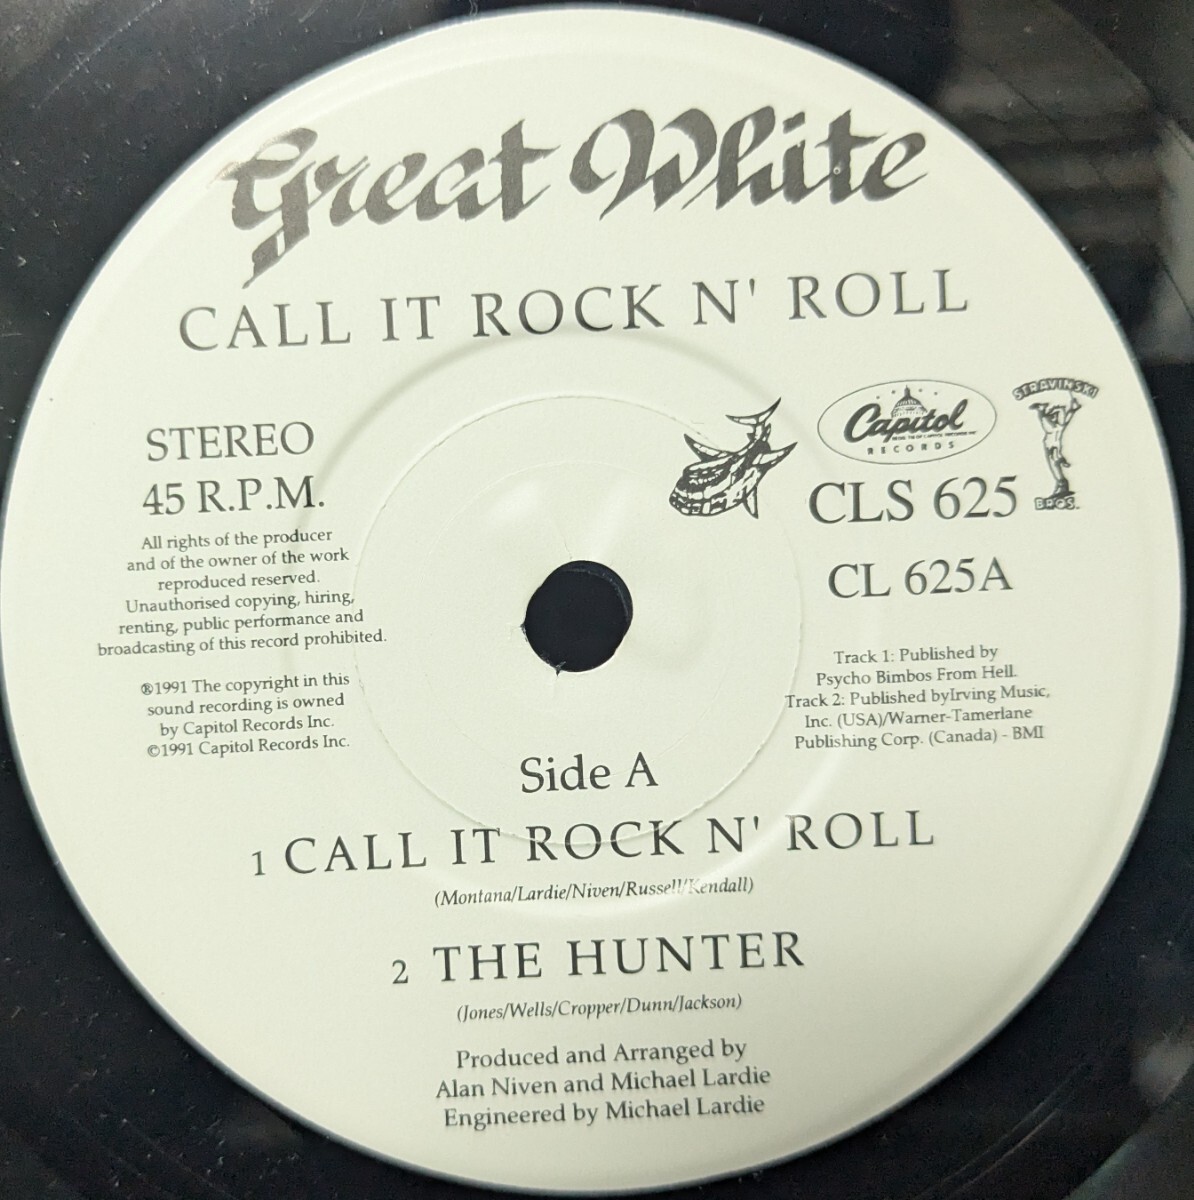 Great White
CALL IT ROCK N' ROLL
STEREO
45 R.P.M.
All rights of the producer
and of the owner of the work
reproduced reserved.
Unauthorised copying, hiring,
renting, public performance and
broadcasting of this record prohibited.
℗1991 The copyright in this
sound recording is owned
by Capitol Records Inc.
©1991 Capitol Records Inc.
Capitol
RECORDS
STRAVINSKI
BROS.
CLS 625
CL 625A
Track 1: Published by
Psycho Bimbos From Hell.
Track 2: Published byIrving Music,
Inc. (USA)/Warner-Tamerlane
Publishing Corp. (Canada) - BMI
Side A
1 CALL IT ROCK N' ROLL
(Montana/Lardie/Niven/Russell/Kendall)
2 THE HUNTER
(Jones/Wells/Cropper/Dunn/Jackson)
Produced and Arranged by
Alan Niven and Michael Lardie
Engineered by Michael Lardie